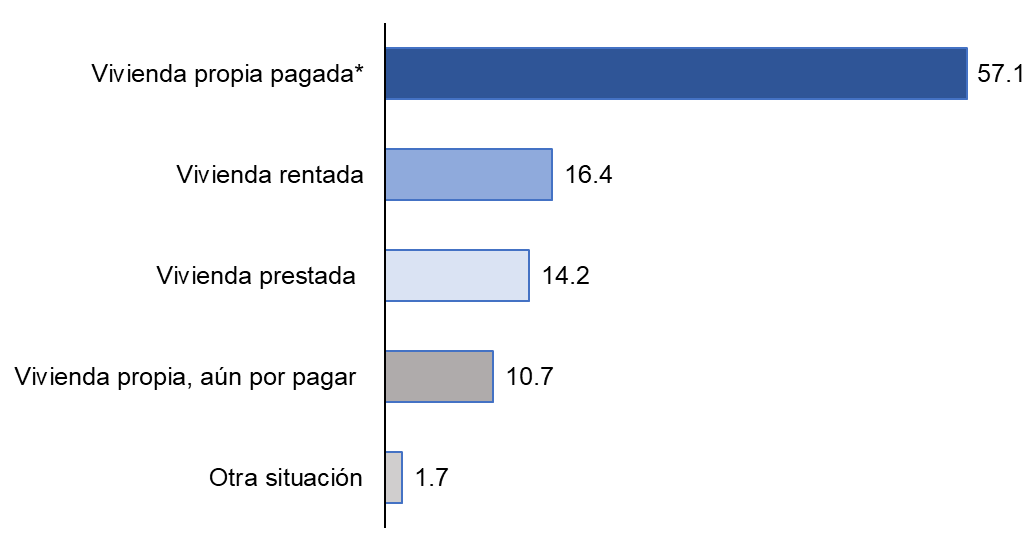 Vivienda propia pagada* 57.1
Vivienda rentada 16.4
Vivienda prestada 14.2
Vivienda propia, aún por pagar 10.7
Otra situación 1.7